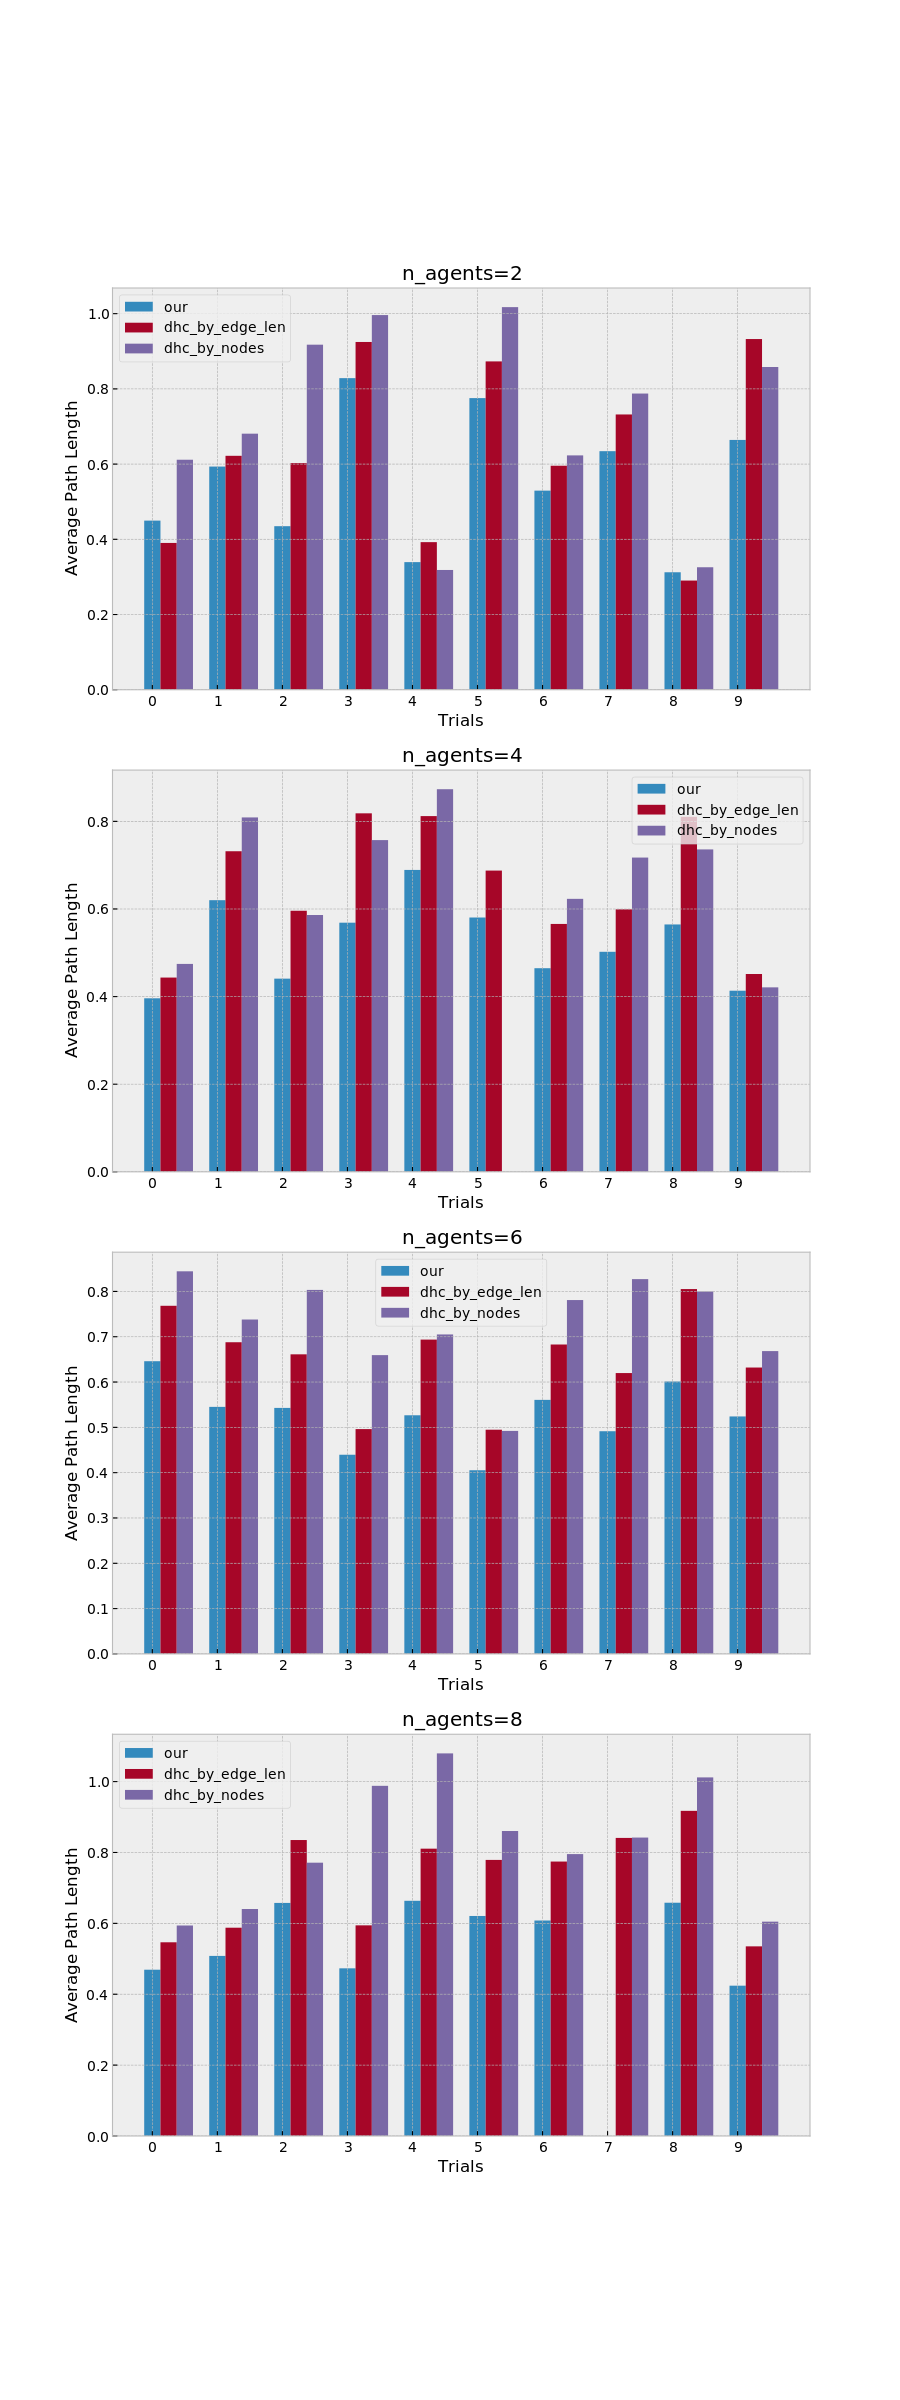 n_agents=2
our
dhc_by_edge_len
dhc_by_nodes
Average Path Length
1.0
0.8
0.6
0.4
0.2
0.0
0 1 2 3 4 5 6 7 8 9
Trials
n_agents=4
our
dhc_by_edge_len
dhc_by_nodes
Average Path Length
0.8
0.6
0.4
0.2
0.0
0 1 2 3 4 5 6 7 8 9
Trials
n_agents=6
our
dhc_by_edge_len
dhc_by_nodes
Average Path Length
0.8
0.7
0.6
0.5
0.4
0.3
0.2
0.1
0.0
0 1 2 3 4 5 6 7 8 9
Trials
n_agents=8
our
dhc_by_edge_len
dhc_by_nodes
Average Path Length
1.0
0.8
0.6
0.4
0.2
0.0
0 1 2 3 4 5 6 7 8 9
Trials